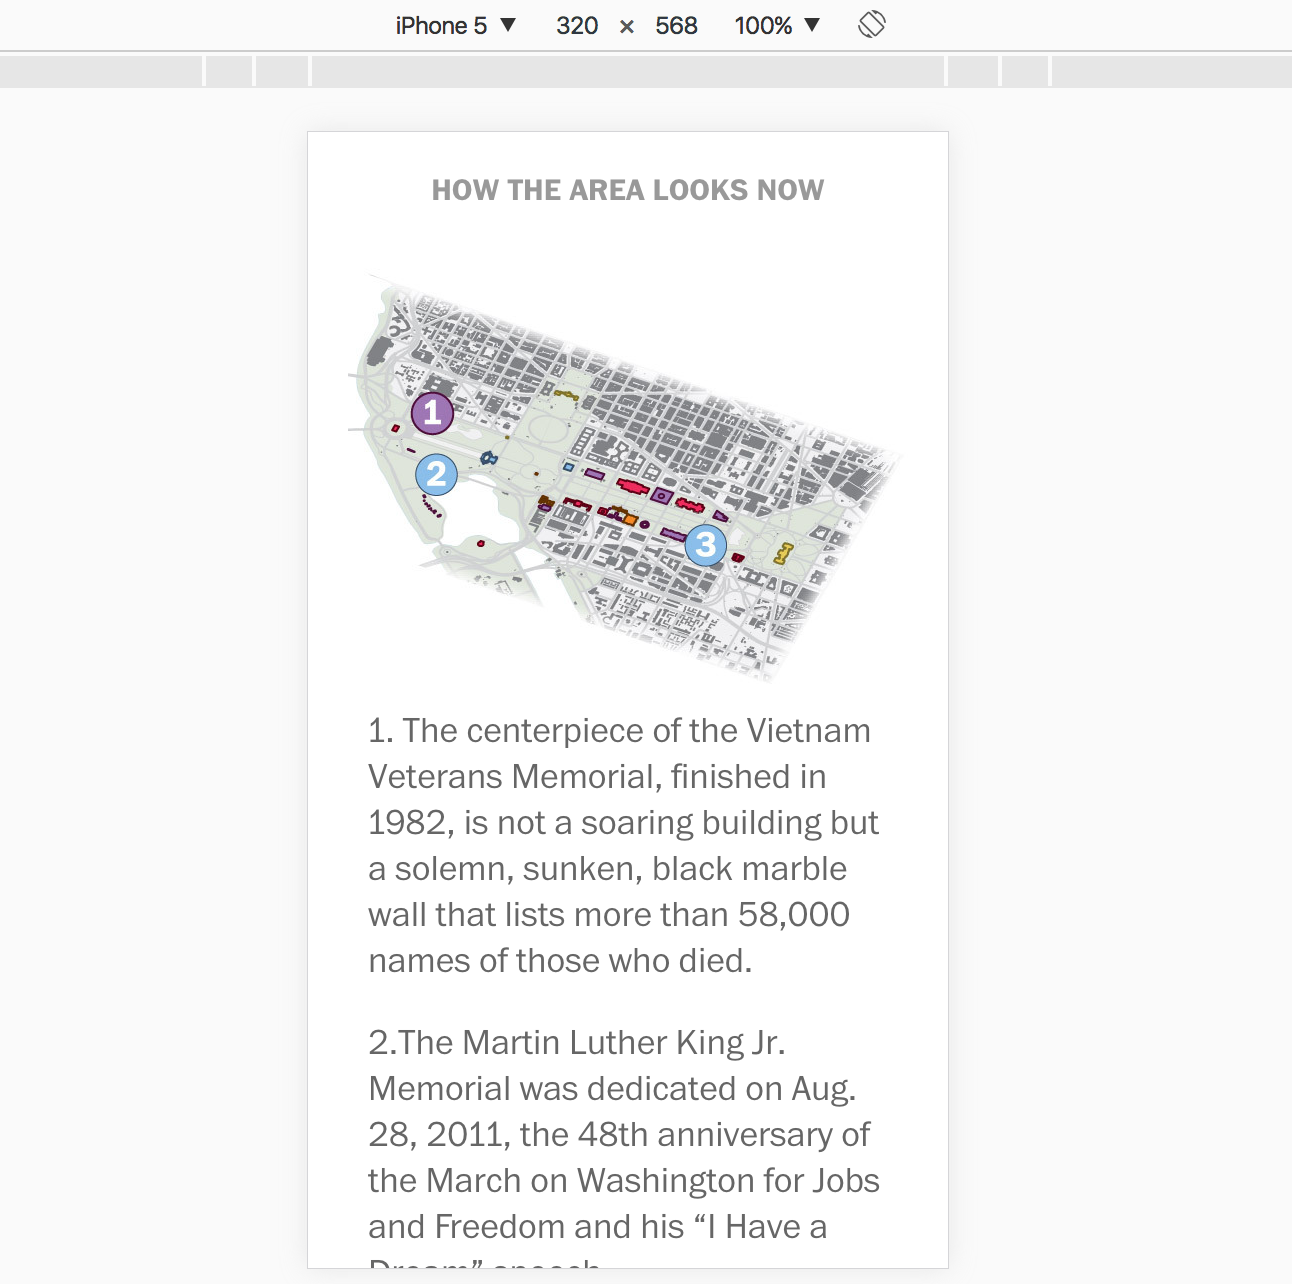 iPhone 5 ▼ 320 × 568 100% ▼
HOW THE AREA LOOKS NOW
1
2
3
1. The centerpiece of the Vietnam
Veterans Memorial, finished in
1982, is not a soaring building but
a solemn, sunken, black marble
wall that lists more than 58,000
names of those who died.
2.The Martin Luther King Jr.
Memorial was dedicated on Aug.
28, 2011, the 48th anniversary of
the March on Washington for Jobs
and Freedom and his “I Have a
Dream” speech